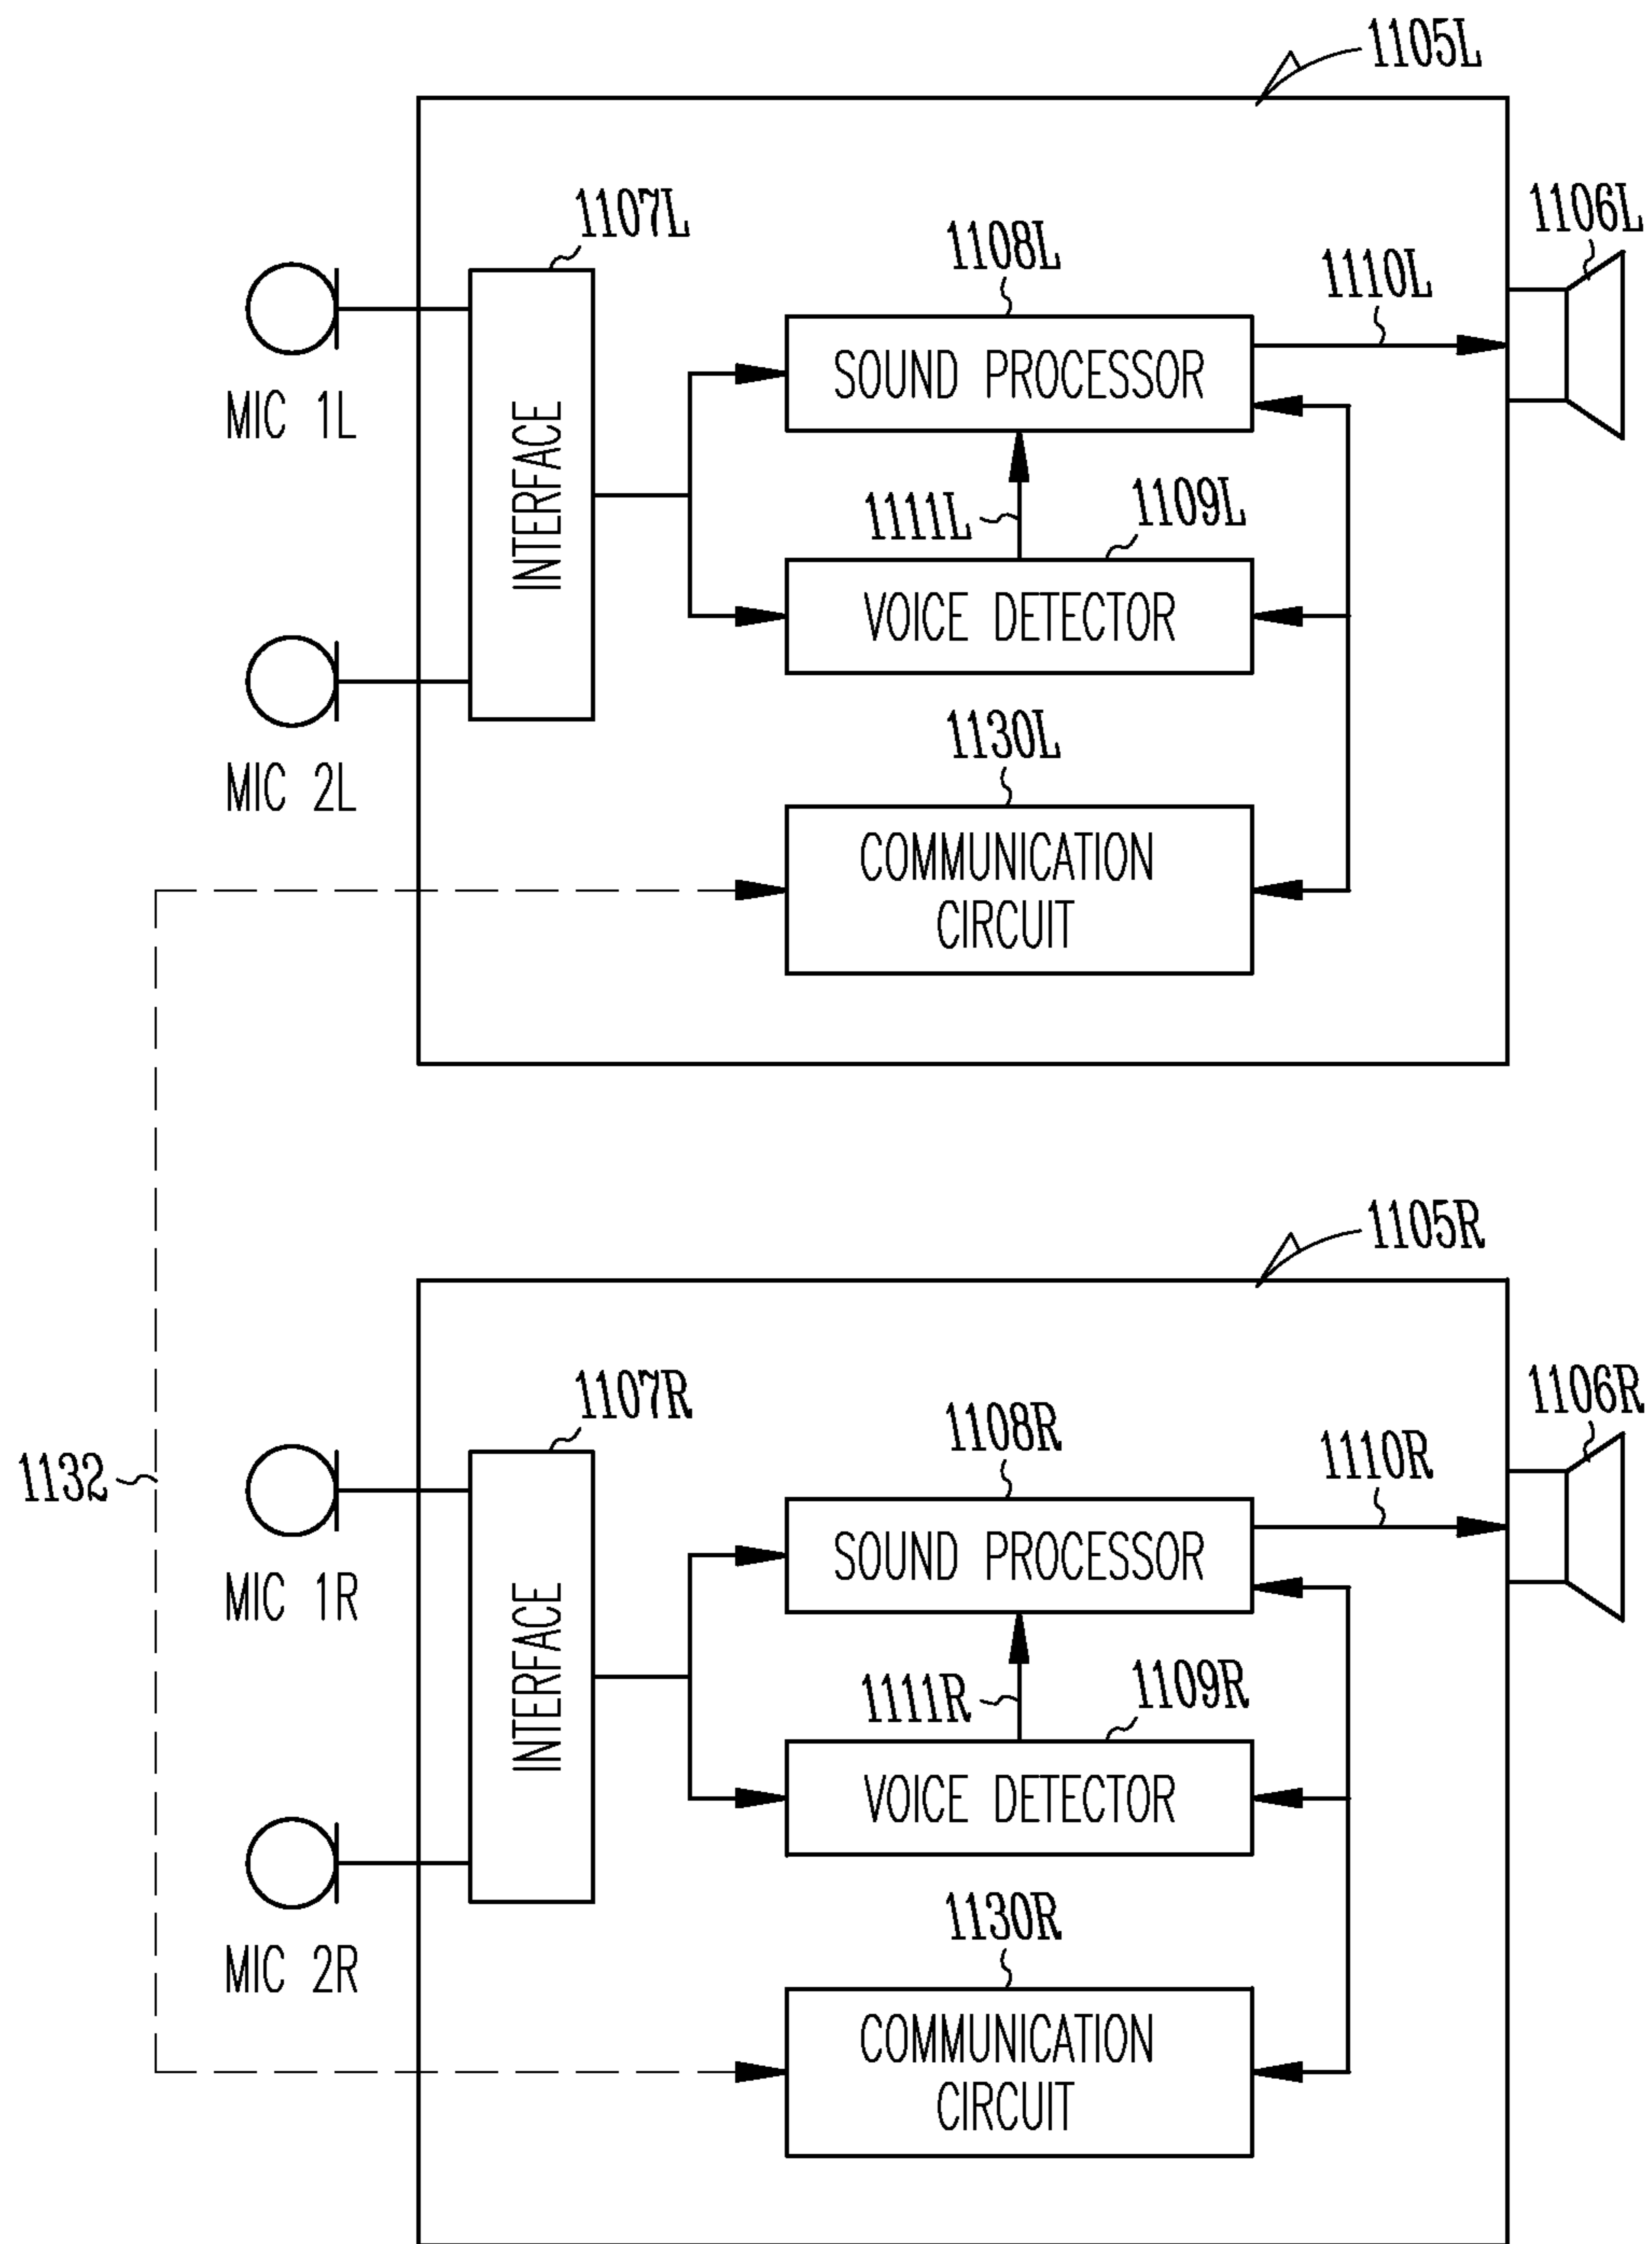 1105L
1107L
1108L
1106L
1110L
MIC 1L
INTERFACE
SOUND PROCESSOR
1111L
1109L
VOICE DETECTOR
MIC 2L
1130L
COMMUNICATION
CIRCUIT
1105R
1107R
1108R
1106R
1110R
1132
MIC 1R
INTERFACE
SOUND PROCESSOR
1111R
1109R
VOICE DETECTOR
MIC 2R
1130R
COMMUNICATION
CIRCUIT